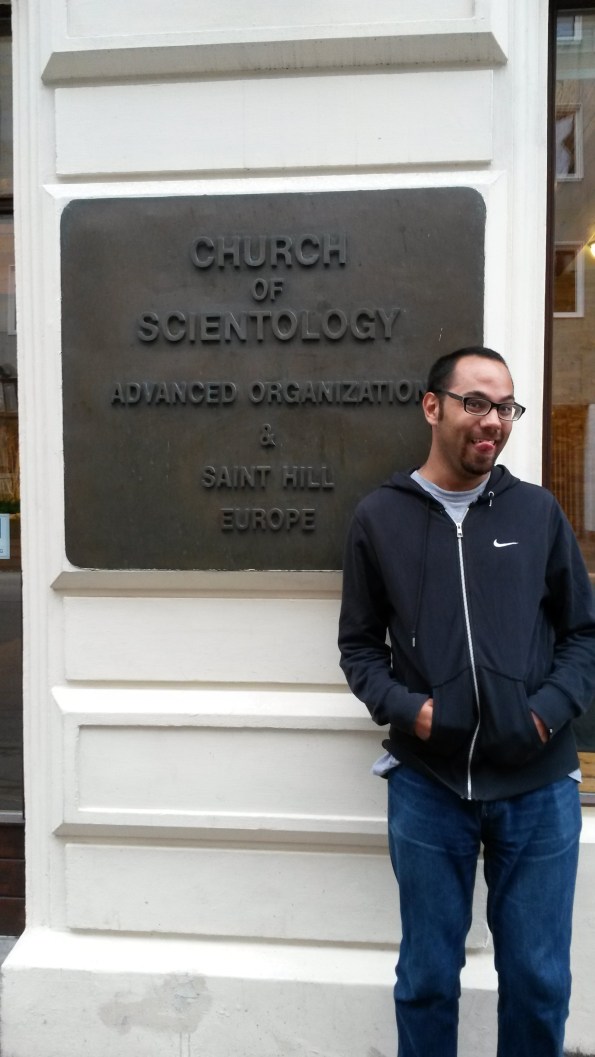 CHURCH
OF
SCIENTOLOGY
ADVANCED ORGANIZATION
&
SAINT HILL
EUROPE